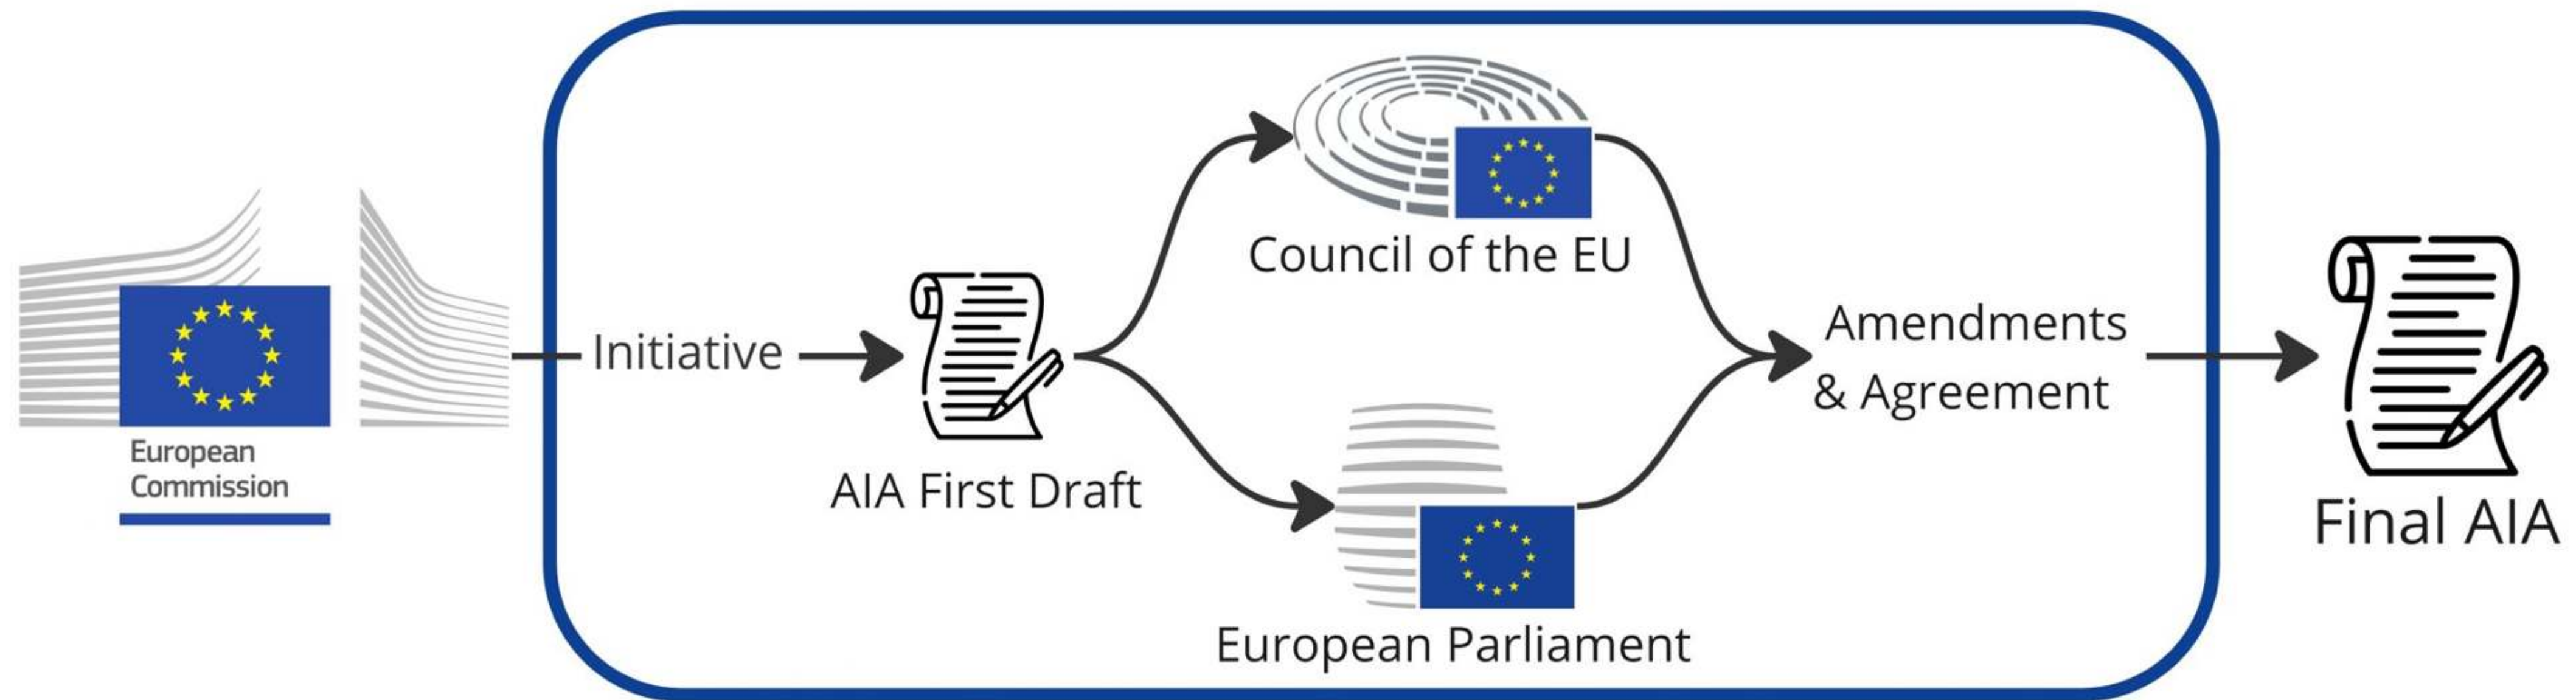 European
Commission
Initiative
AIA First Draft
Council of the EU
European Parliament
Amendments
& Agreement
Final AIA